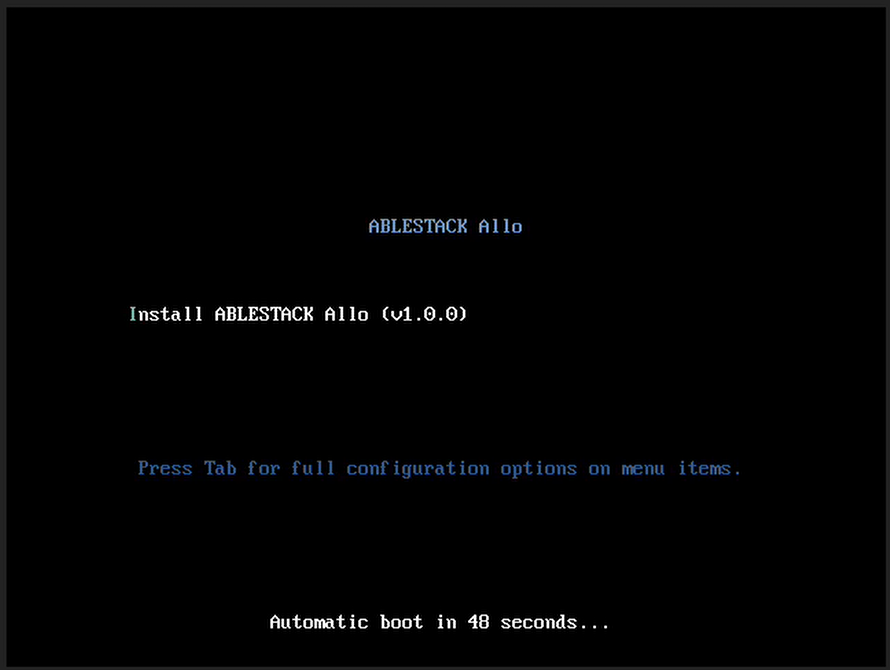 ABLESTACK Allo
Install ABLESTACK Allo (v1.0.0)
Press Tab for full configuration options on menu items.
Automatic boot in 48 seconds...